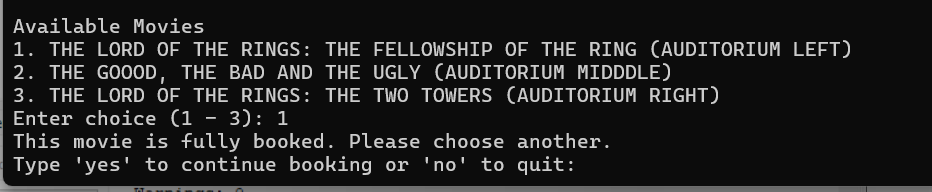 Available Movies
1. THE LORD OF THE RINGS: THE FELLOWSHIP OF THE RING (AUDITORIUM LEFT)
2. THE GOOOD, THE BAD AND THE UGLY (AUDITORIUM MIDDDLE)
3. THE LORD OF THE RINGS: THE TWO TOWERS (AUDITORIUM RIGHT)
Enter choice (1 - 3): 1
This movie is fully booked. Please choose another.
Type 'yes' to continue booking or 'no' to quit: